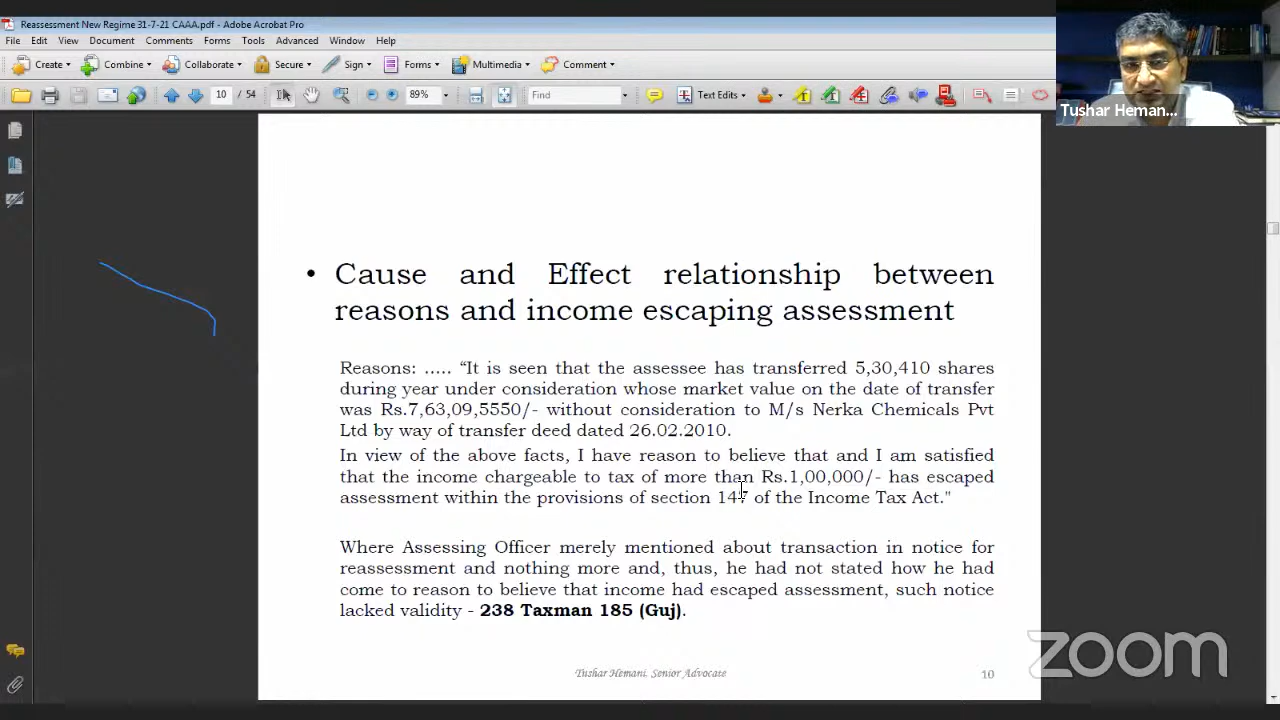 Reassessment New Regime 31-7-21 CAAA.pdf - Adobe Acrobat Pro
File Edit View Document Comments Forms Tools Advanced Window Help
Create Combine Collaborate Secure Sign Forms Multimedia Comment
10 / 54 89% Find Text Edits
Tushar Heman...
• Cause and Effect relationship between
reasons and income escaping assessment
Reasons: ..... “It is seen that the assessee has transferred 5,30,410 shares
during year under consideration whose market value on the date of transfer
was Rs.7,63,09,5550/- without consideration to M/s Nerka Chemicals Pvt
Ltd by way of transfer deed dated 26.02.2010.
In view of the above facts, I have reason to believe that and I am satisfied
that the income chargeable to tax of more than Rs.1,00,000/- has escaped
assessment within the provisions of section 147 of the Income Tax Act."
Where Assessing Officer merely mentioned about transaction in notice for
reassessment and nothing more and, thus, he had not stated how he had
come to reason to believe that income had escaped assessment, such notice
lacked validity - 238 Taxman 185 (Guj).
Tushar Hemani, Senior Advocate
10
zoom